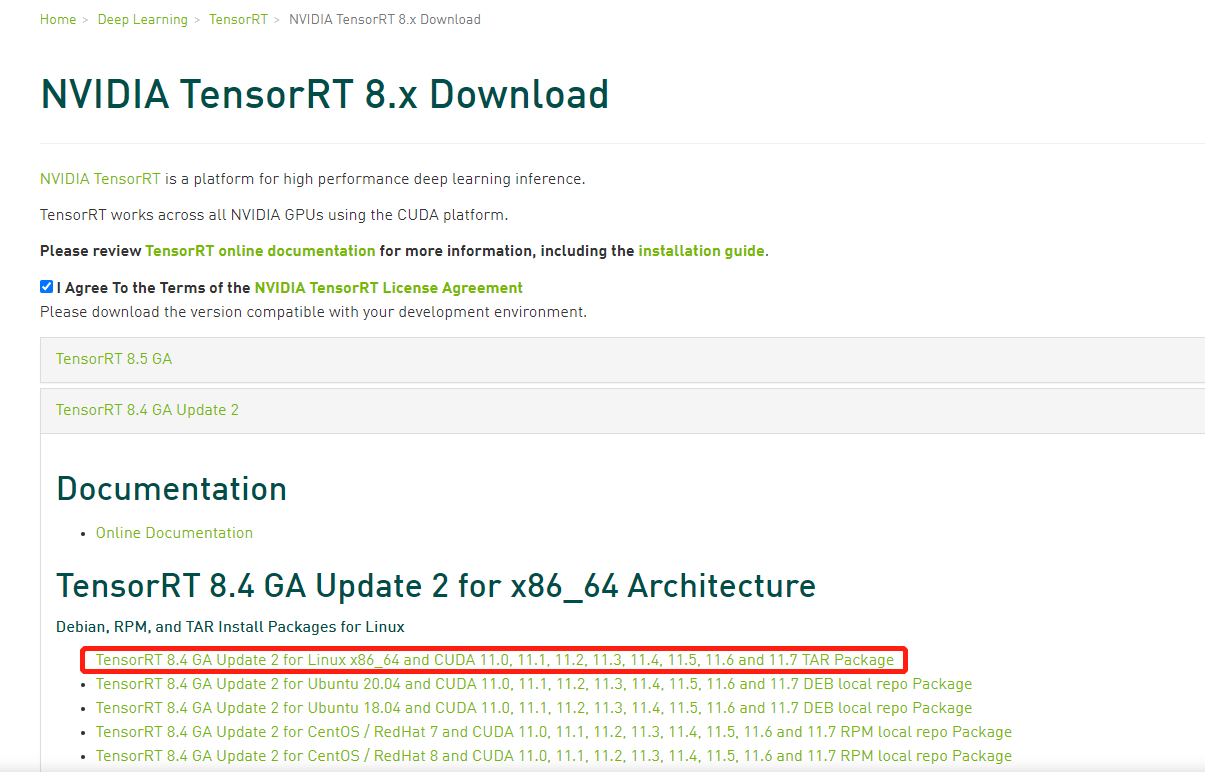 Home > Deep Learning > TensorRT > NVIDIA TensorRT 8.x Download
NVIDIA TensorRT 8.x Download
NVIDIA TensorRT is a platform for high performance deep learning inference.
TensorRT works across all NVIDIA GPUs using the CUDA platform.
Please review TensorRT online documentation for more information, including the installation guide.
I Agree To the Terms of the NVIDIA TensorRT License Agreement
Please download the version compatible with your development environment.
TensorRT 8.5 GA
TensorRT 8.4 GA Update 2
Documentation
• Online Documentation
TensorRT 8.4 GA Update 2 for x86_64 Architecture
Debian, RPM, and TAR Install Packages for Linux
TensorRT 8.4 GA Update 2 for Linux x86_64 and CUDA 11.0, 11.1, 11.2, 11.3, 11.4, 11.5, 11.6 and 11.7 TAR Package
• TensorRT 8.4 GA Update 2 for Ubuntu 20.04 and CUDA 11.0, 11.1, 11.2, 11.3, 11.4, 11.5, 11.6 and 11.7 DEB local repo Package
• TensorRT 8.4 GA Update 2 for Ubuntu 18.04 and CUDA 11.0, 11.1, 11.2, 11.3, 11.4, 11.5, 11.6 and 11.7 DEB local repo Package
• TensorRT 8.4 GA Update 2 for CentOS / RedHat 7 and CUDA 11.0, 11.1, 11.2, 11.3, 11.4, 11.5, 11.6 and 11.7 RPM local repo Package
• TensorRT 8.4 GA Update 2 for CentOS / RedHat 8 and CUDA 11.0, 11.1, 11.2, 11.3, 11.4, 11.5, 11.6 and 11.7 RPM local repo Package